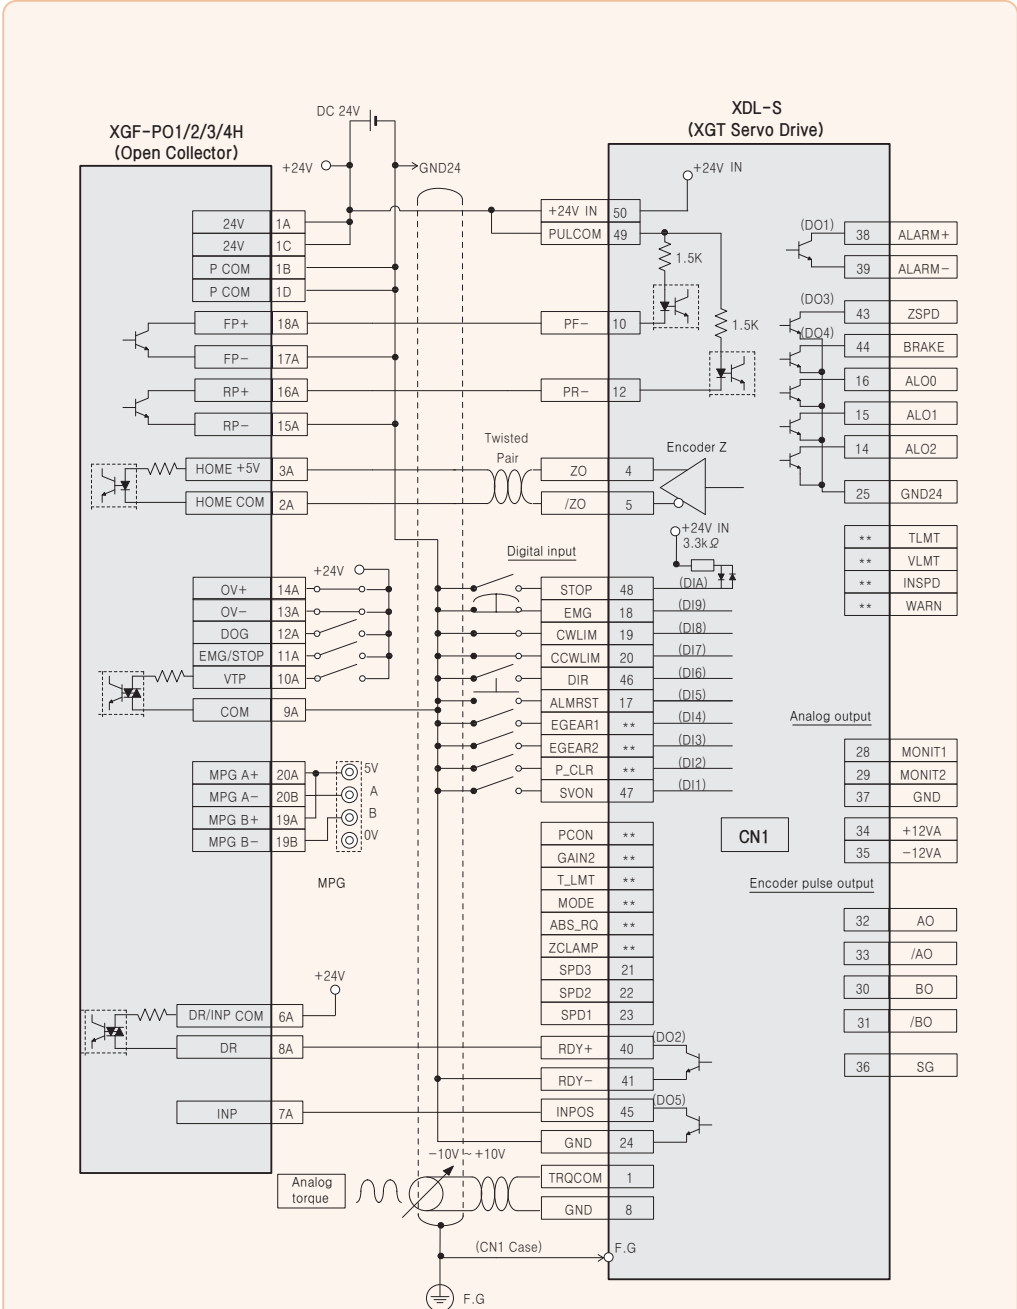 XGF-PO1/2/3/4H
(Open Collector)
DC 24V
XDL-S
(XGT Servo Drive)
+24V
GND24
+24V IN
24V 1A
24V 1C
P COM 1B
P COM 1D
FP+ 18A
FP- 17A
RP+ 16A
RP- 15A
HOME +5V 3A
HOME COM 2A
Twisted
Pair
+24V
OV+ 14A
OV- 13A
DOG 12A
EMG/STOP 11A
VTP 10A
COM 9A
MPG A+ 20A
MPG A- 20B
MPG B+ 19A
MPG B- 19B
5V
A
B
0V
MPG
+24V
DR/INP COM 6A
DR 8A
INP 7A
Analog
torque
-10V ~ +10V
(CN1 Case)
F.G
F.G
+24V IN 50
PULCOM 49
1.5K
1.5K
PF- 10
PR- 12
ZO 4
/ZO 5
Encoder Z
+24V IN
3.3kΩ
Digital input
STOP 48 (DIA)
EMG 18 (DI9)
CWLIM 19 (DI8)
CCWLIM 20 (DI7)
DIR 46 (DI6)
ALMRST 17 (DI5)
EGEAR1 ** (DI4)
EGEAR2 ** (DI3)
P_CLR ** (DI2)
SVON 47 (DI1)
PCON **
GAIN2 **
T_LMT **
MODE **
ABS_RQ **
ZCLAMP **
SPD3 21
SPD2 22
SPD1 23
RDY+ 40 (DO2)
RDY- 41
INPOS 45 (DO5)
GND 24
TRQCOM 1
GND 8
CN1
(DO1)
38 ALARM+
39 ALARM-
(DO3)
43 ZSPD
(DO4)
44 BRAKE
16 ALO0
15 ALO1
14 ALO2
25 GND24
** TLMT
** VLMT
** INSPD
** WARN
Analog output
28 MONIT1
29 MONIT2
37 GND
34 +12VA
35 -12VA
Encoder pulse output
32 AO
33 /AO
30 BO
31 /BO
36 SG